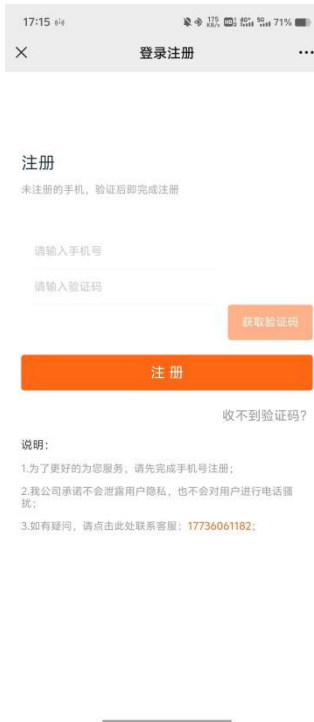 17:15
175 KB/s HD 4G 5G 71%
登录注册
注册
未注册的手机，验证后即完成注册
请输入手机号
请输入验证码
获取验证码
注 册
收不到验证码?
说明：
1.为了更好的为您服务，请先完成手机号注册；
2.我公司承诺不会泄露用户隐私，也不会对用户进行电话骚
扰；
3.如有疑问，请点击此处联系客服：17736061182；